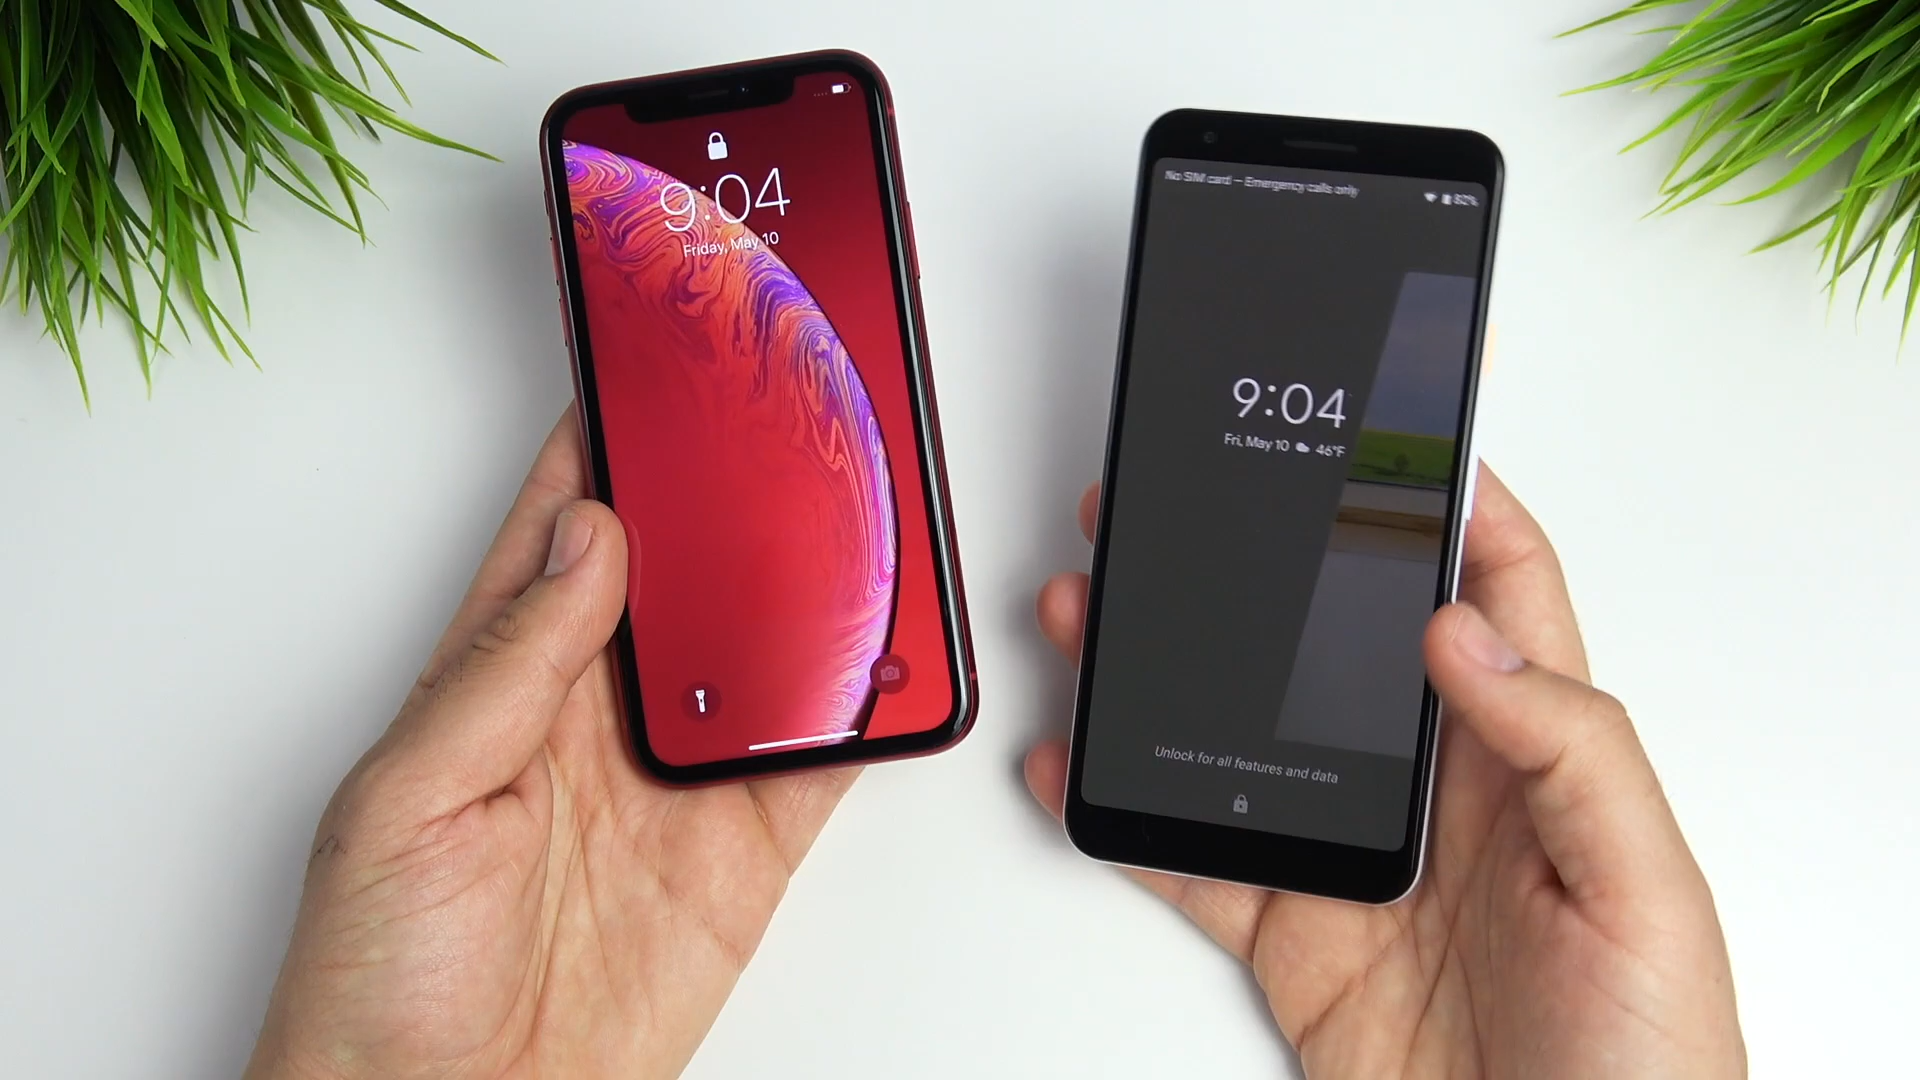 9:04
Friday, May 10
No SIM card – Emergency calls only
82%
9:04
Fri, May 10 46°F
Unlock for all features and data